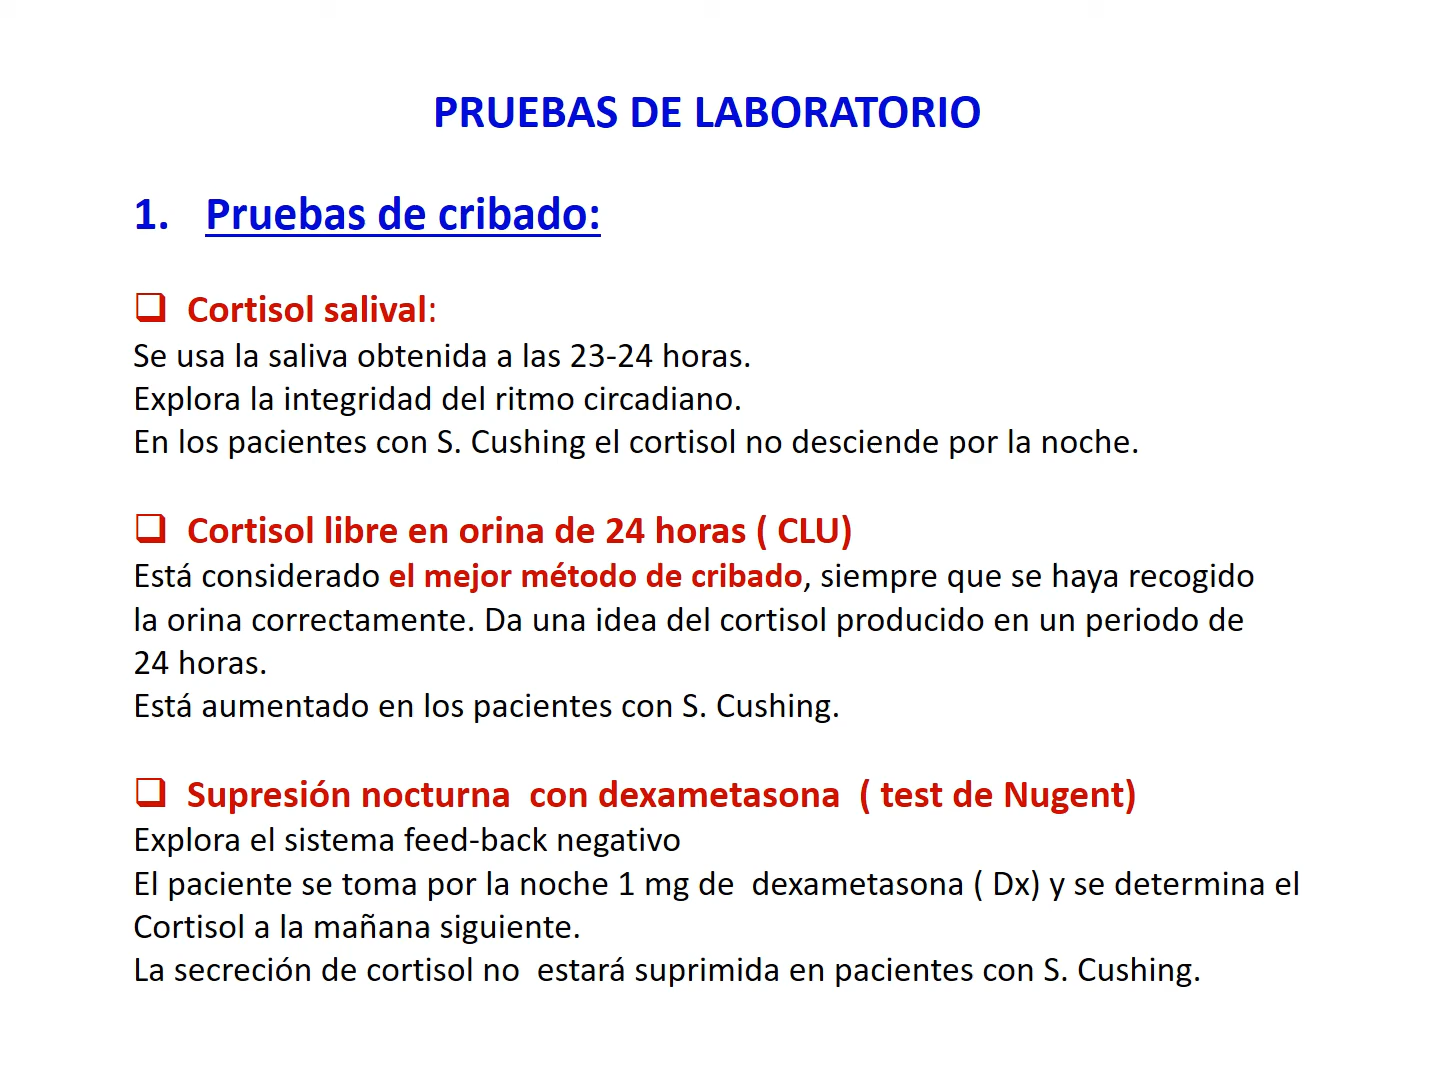 PRUEBAS DE LABORATORIO
1. Pruebas de cribado:
❑ Cortisol salival:
Se usa la saliva obtenida a las 23-24 horas.
Explora la integridad del ritmo circadiano.
En los pacientes con S. Cushing el cortisol no desciende por la noche.
❑ Cortisol libre en orina de 24 horas ( CLU)
Está considerado el mejor método de cribado, siempre que se haya recogido
la orina correctamente. Da una idea del cortisol producido en un periodo de
24 horas.
Está aumentado en los pacientes con S. Cushing.
❑ Supresión nocturna  con dexametasona  ( test de Nugent)
Explora el sistema feed-back negativo
El paciente se toma por la noche 1 mg de  dexametasona ( Dx) y se determina el
Cortisol a la mañana siguiente.
La secreción de cortisol no  estará suprimida en pacientes con S. Cushing.